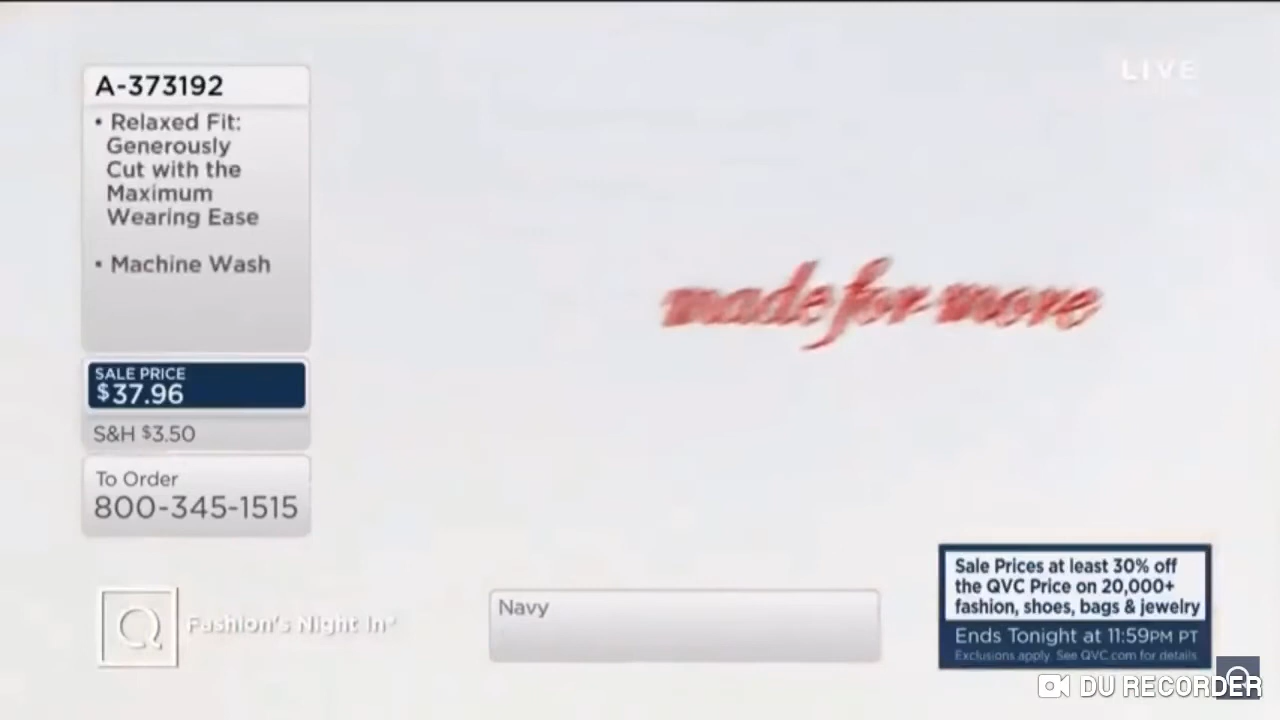 A-373192
• Relaxed Fit:
Generously
Cut with the
Maximum
Wearing Ease
• Machine Wash
SALE PRICE
$37.96
S&H $3.50
To Order
800-345-1515
LIVE
made for more
Q
Fashion's Night In®
Navy
Sale Prices at least 30% off
the QVC Price on 20,000+
fashion, shoes, bags & jewelry
Ends Tonight at 11:59PM PT
Exclusions apply. See QVC.com for details.
Q
DU RECORDER